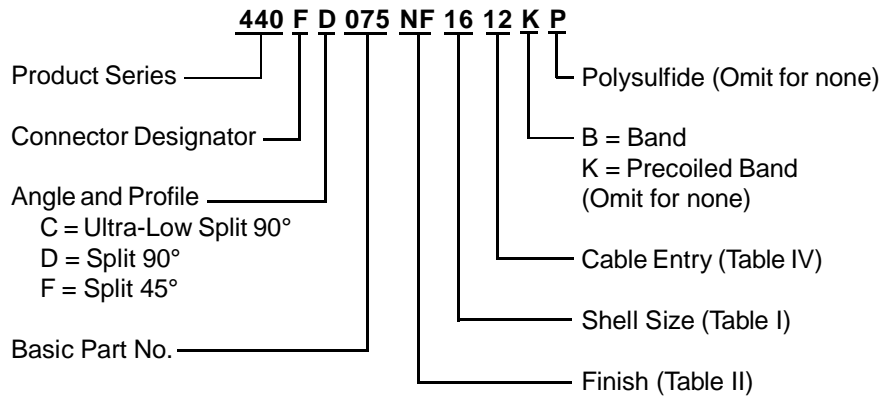 440 F D 075 NF 16 12 K P
Product Series
Connector Designator
Angle and Profile
C = Ultra-Low Split 90°
D = Split 90°
F = Split 45°
Basic Part No.
Polysulfide (Omit for none)
B = Band
K = Precoiled Band
(Omit for none)
Cable Entry (Table IV)
Shell Size (Table I)
Finish (Table II)